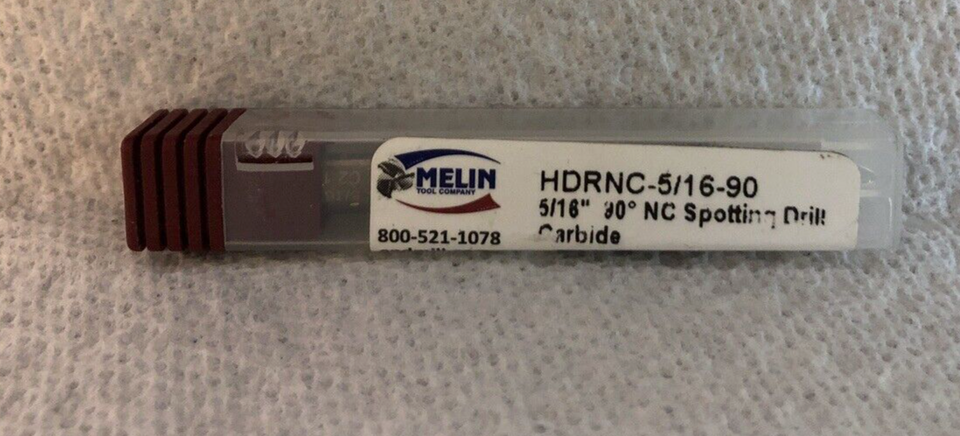 MELIN
TOOL COMPANY
800-521-1078
HDRNC-5/16-90
5/16" 90° NC Spotting Drill
Carbide